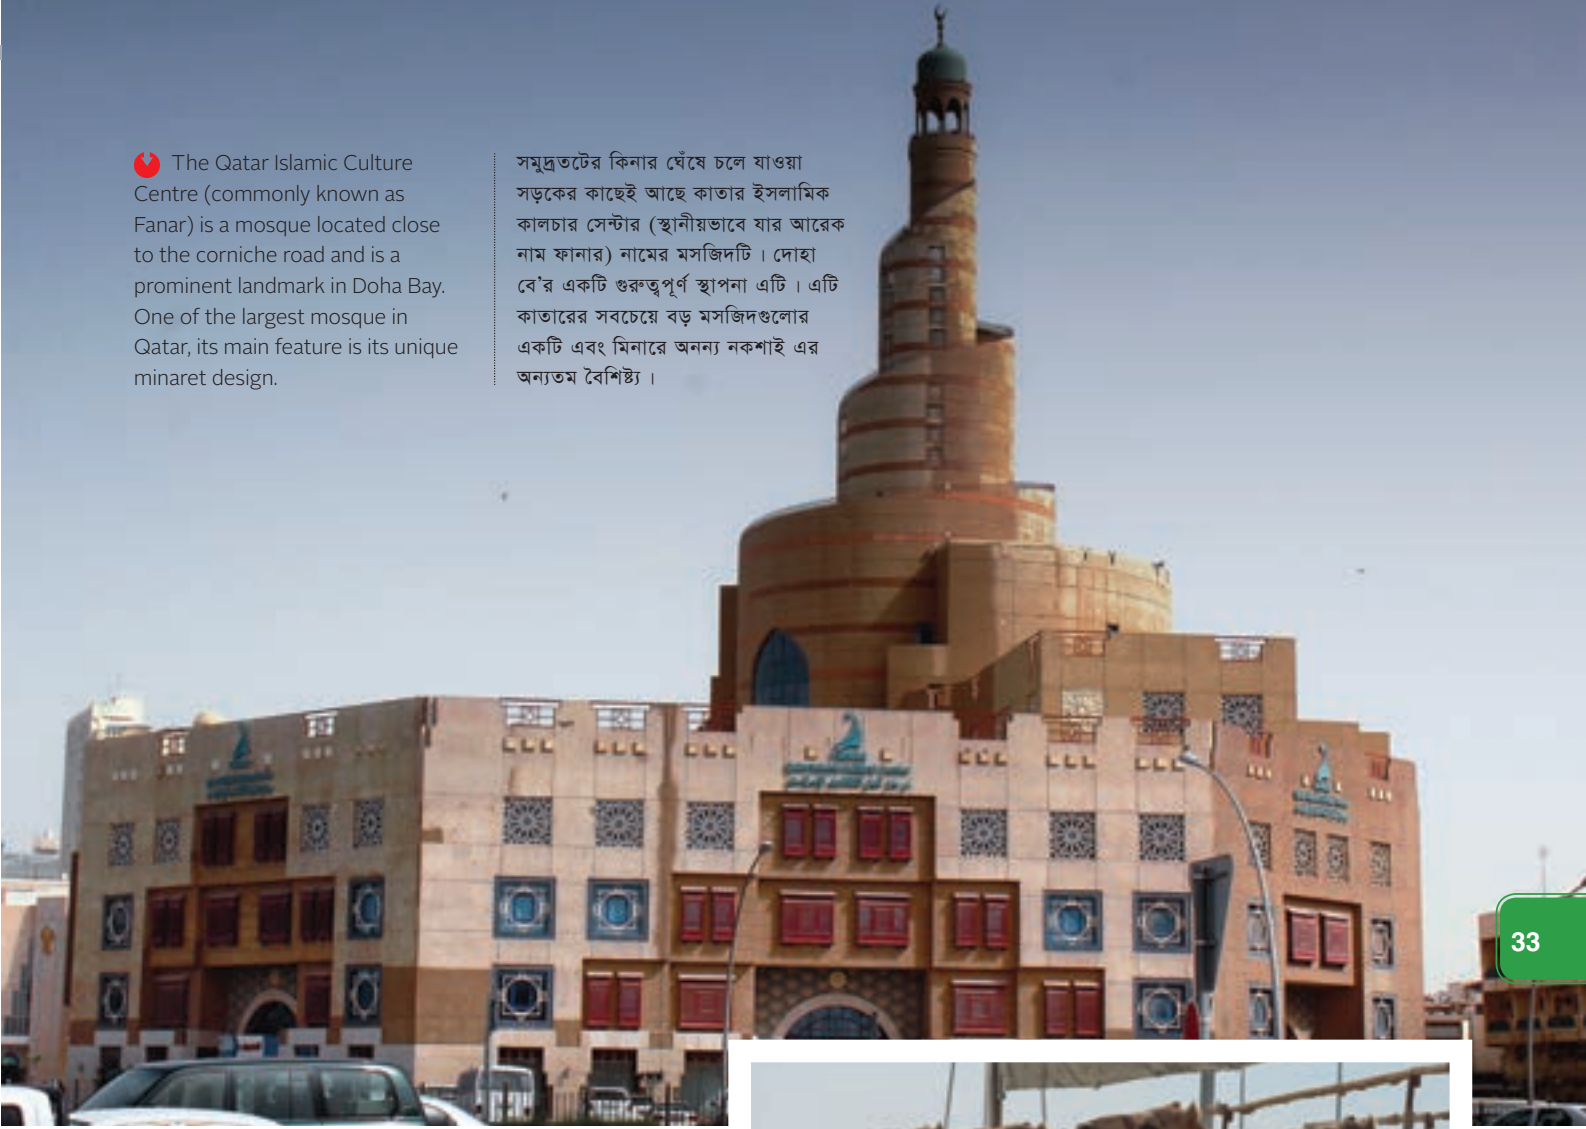 The Qatar Islamic Culture
Centre (commonly known as
Fanar) is a mosque located close
to the corniche road and is a
prominent landmark in Doha Bay.
One of the largest mosque in
Qatar, its main feature is its unique
minaret design.
সমুদ্রতটের কিনার ঘেঁষে চলে যাওয়া
সড়কের কাছেই আছে কাতার ইসলামিক
কালচার সেন্টার (স্থানীয়ভাবে যার আরেক
নাম ফানার) নামের মসজিদটি । দোহা
বে’র একটি গুরুত্বপূর্ণ স্থাপনা এটি । এটি
কাতারের সবচেয়ে বড় মসজিদগুলোর
একটি এবং মিনারে অনন্য নকশাই এর
অন্যতম বৈশিষ্ট্য ।
33